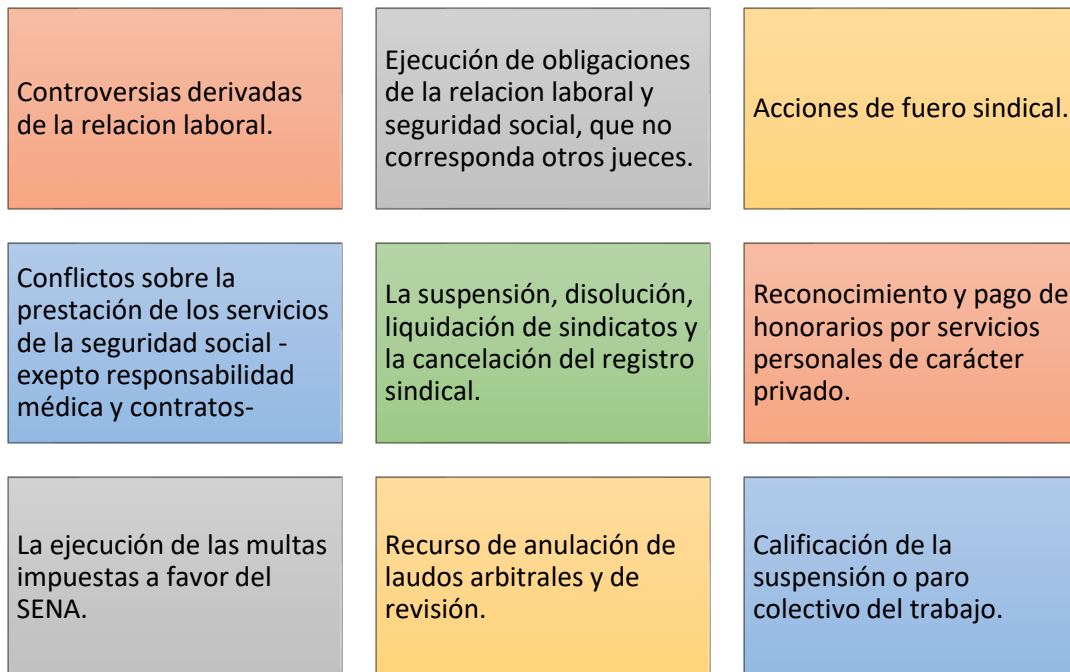 Controversias derivadas
de la relacion laboral.
Ejecución de obligaciones
de la relacion laboral y
seguridad social, que no
corresponda otros jueces.
Acciones de fuero sindical.
Conflictos sobre la
prestación de los servicios
de la seguridad social -
exepto responsabilidad
médica y contratos-
La suspensión, disolución,
liquidación de sindicatos y
la cancelación del registro
sindical.
Reconocimiento y pago de
honorarios por servicios
personales de carácter
privado.
La ejecución de las multas
impuestas a favor del
SENA.
Recurso de anulación de
laudos arbitrales y de
revisión.
Calificación de la
suspensión o paro
colectivo del trabajo.